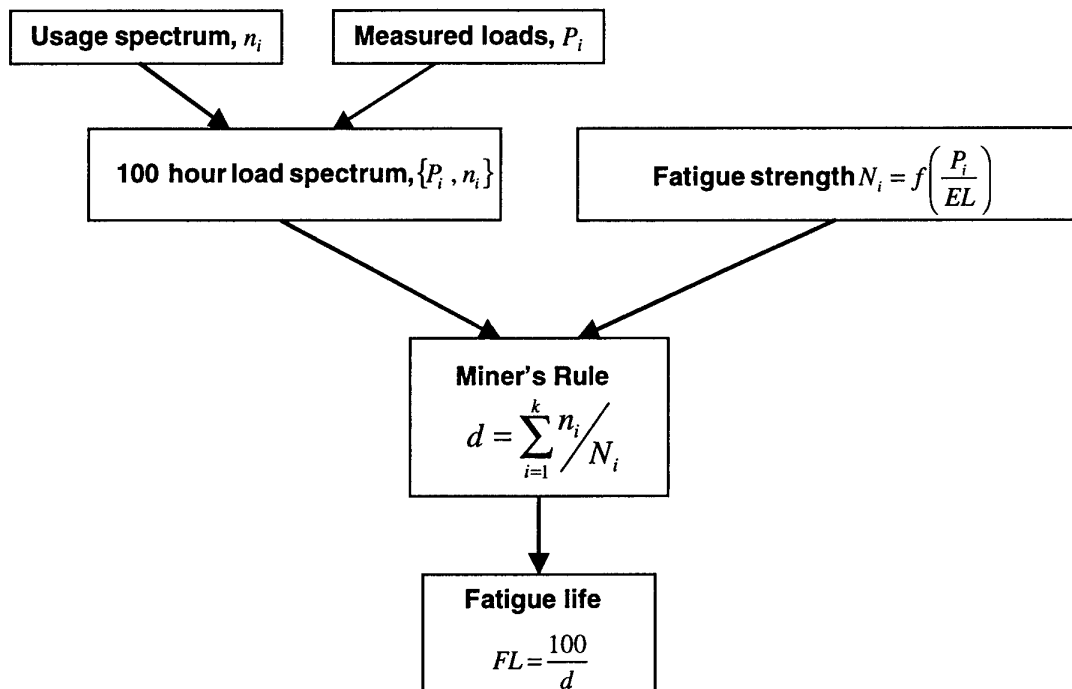 Usage spectrum, n_i
Measured loads, P_i
100 hour load spectrum, {P_i , n_i}
Fatigue strength N_i = f(P_i/EL)
Miner's Rule
d = ∑_{i=1}^{k} n_i/N_i
Fatigue life
FL = 100/d